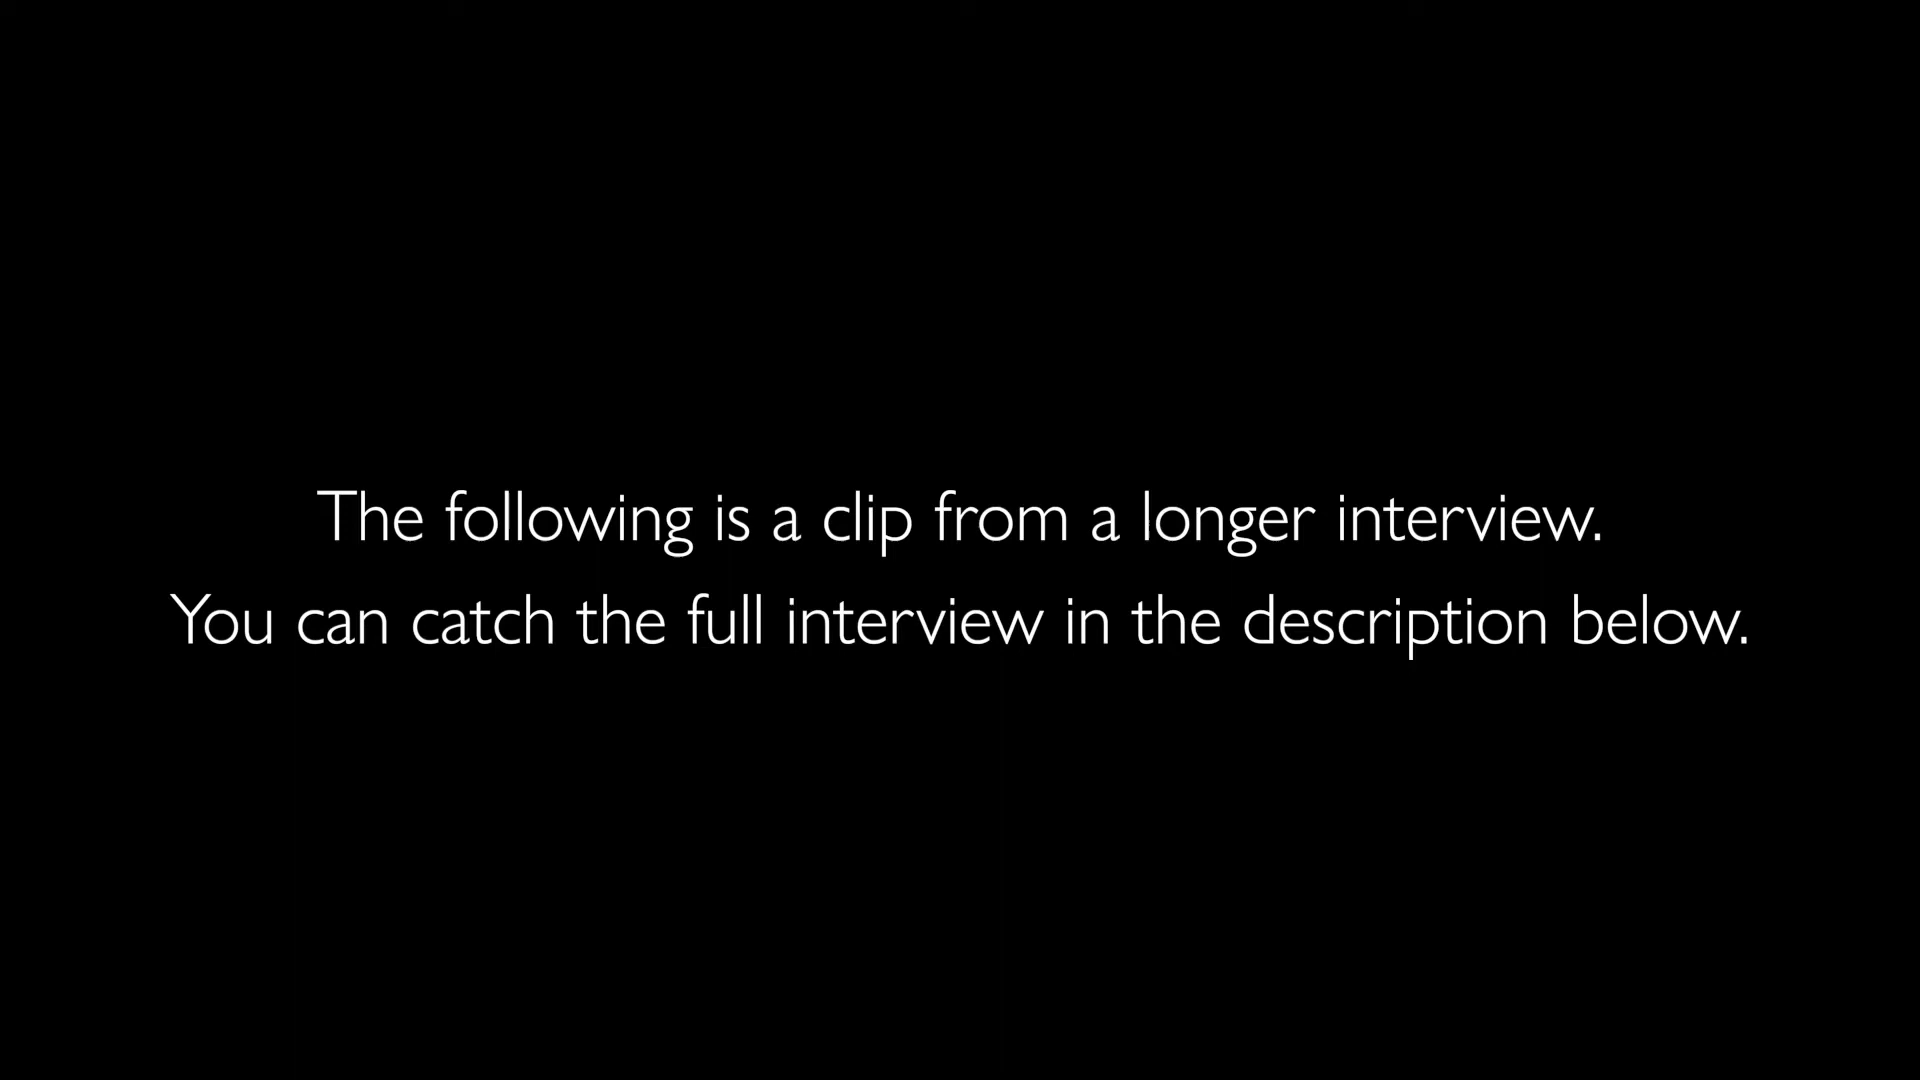 The following is a clip from a longer interview.
You can catch the full interview in the description below.